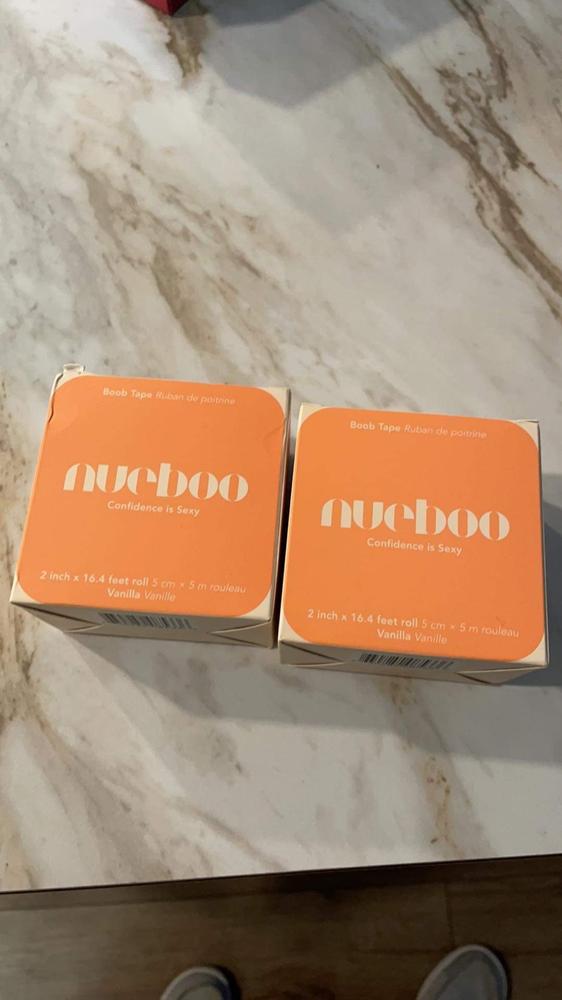 Boob Tape Ruban de poitrine
nueboo
Confidence is Sexy
2 inch x 16.4 feet roll 5 cm × 5 m rouleau
Vanilla Vanille
Boob Tape Ruban de poitrine
nueboo
Confidence is Sexy
2 inch x 16.4 feet roll 5 cm × 5 m rouleau
Vanilla Vanille